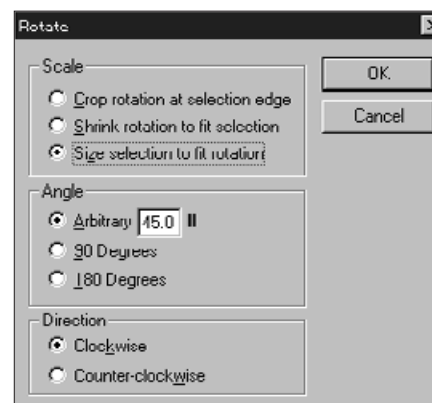 Rotate
Scale
Crop rotation at selection edge
Shrink rotation to fit selection
Size selection to fit rotation
OK
Cancel
Angle
Arbitrary 45.0
90 Degrees
180 Degrees
Direction
Clockwise
Counter-clockwise